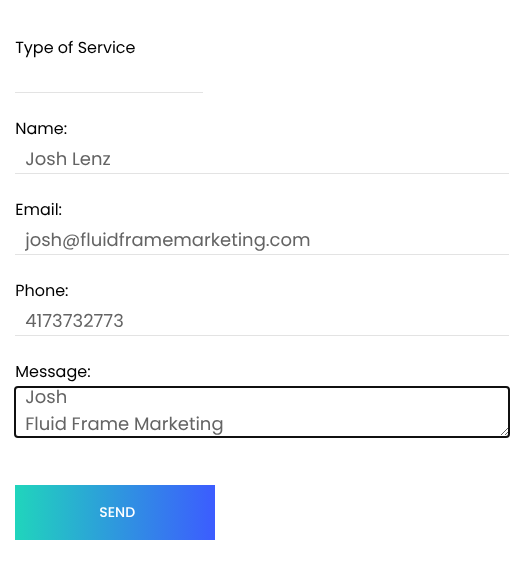 Type of Service
Name:
Josh Lenz
Email:
josh@fluidframemarketing.com
Phone:
4173732773
Message:
Josh
Fluid Frame Marketing
SEND